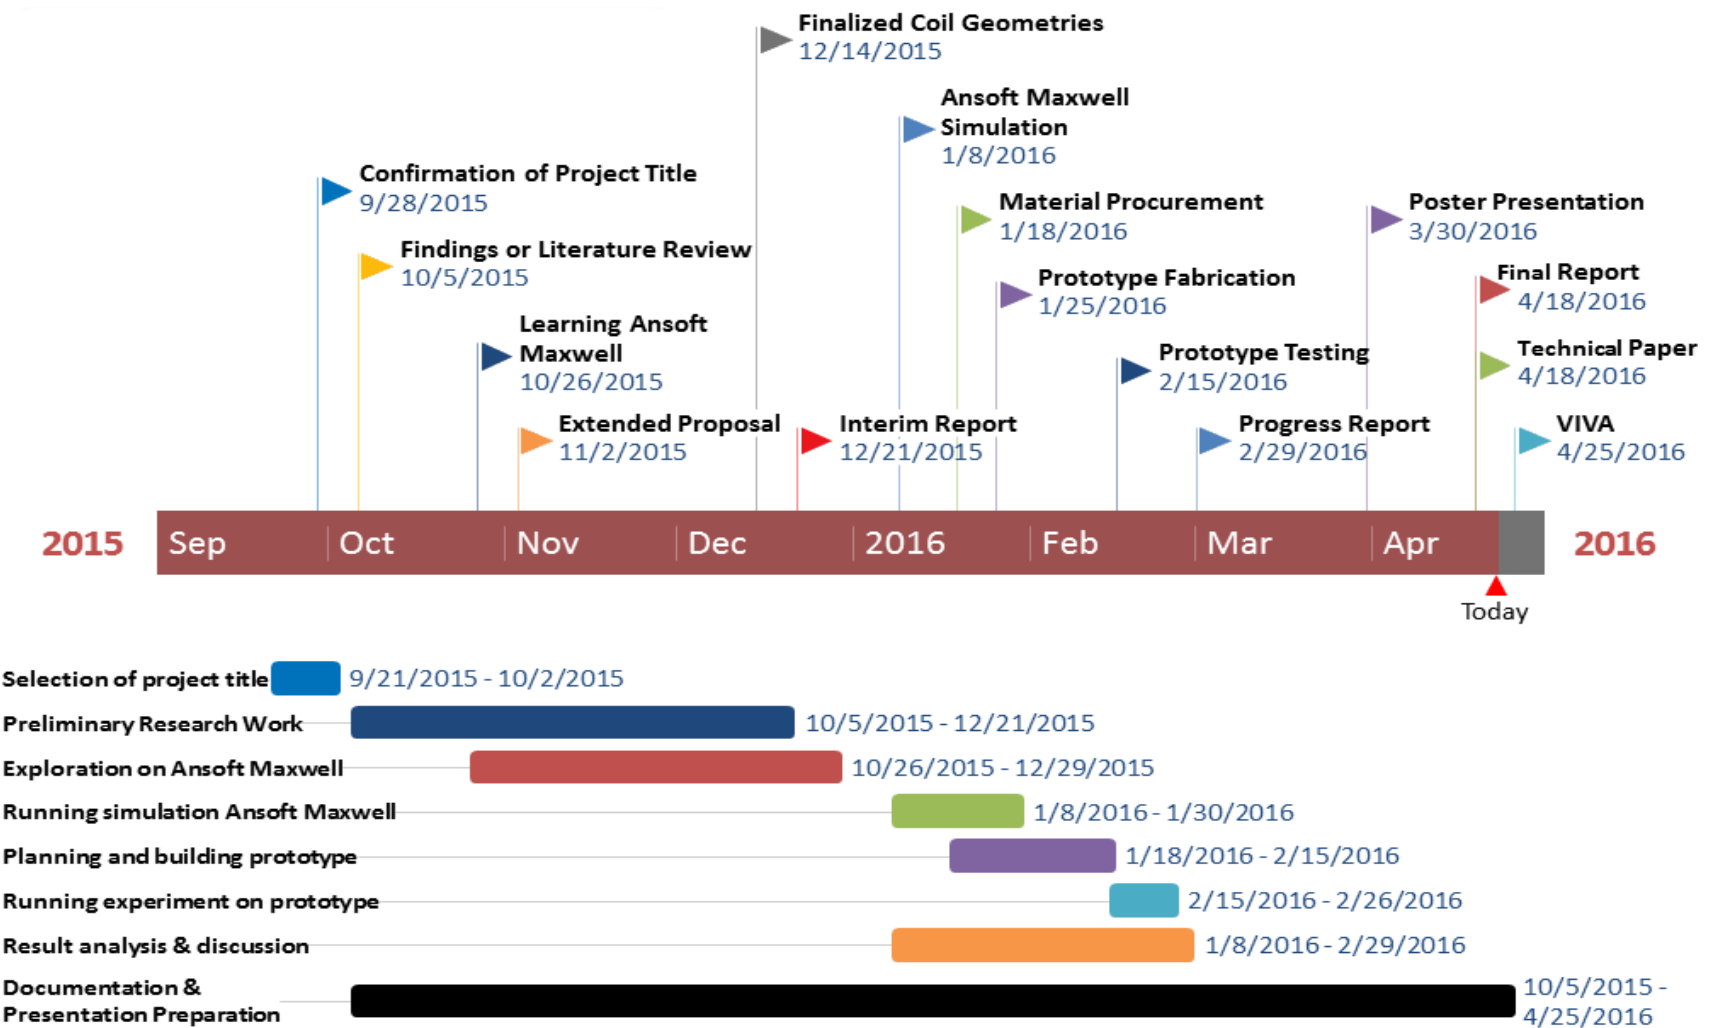 Finalized Coil Geometries
12/14/2015
Ansoft Maxwell
Simulation
1/8/2016
Confirmation of Project Title
9/28/2015
Material Procurement
1/18/2016
Poster Presentation
3/30/2016
Findings or Literature Review
10/5/2015
Prototype Fabrication
1/25/2016
Final Report
4/18/2016
Learning Ansoft
Maxwell
10/26/2015
Prototype Testing
2/15/2016
Technical Paper
4/18/2016
Extended Proposal
11/2/2015
Interim Report
12/21/2015
Progress Report
2/29/2016
VIVA
4/25/2016
2015 Sep Oct Nov Dec 2016 Feb Mar Apr 2016
Today
Selection of project title 9/21/2015 - 10/2/2015
Preliminary Research Work 10/5/2015 - 12/21/2015
Exploration on Ansoft Maxwell 10/26/2015 - 12/29/2015
Running simulation Ansoft Maxwell 1/8/2016 - 1/30/2016
Planning and building prototype 1/18/2016 - 2/15/2016
Running experiment on prototype 2/15/2016 - 2/26/2016
Result analysis & discussion 1/8/2016 - 2/29/2016
Documentation &
Presentation Preparation
10/5/2015 -
4/25/2016